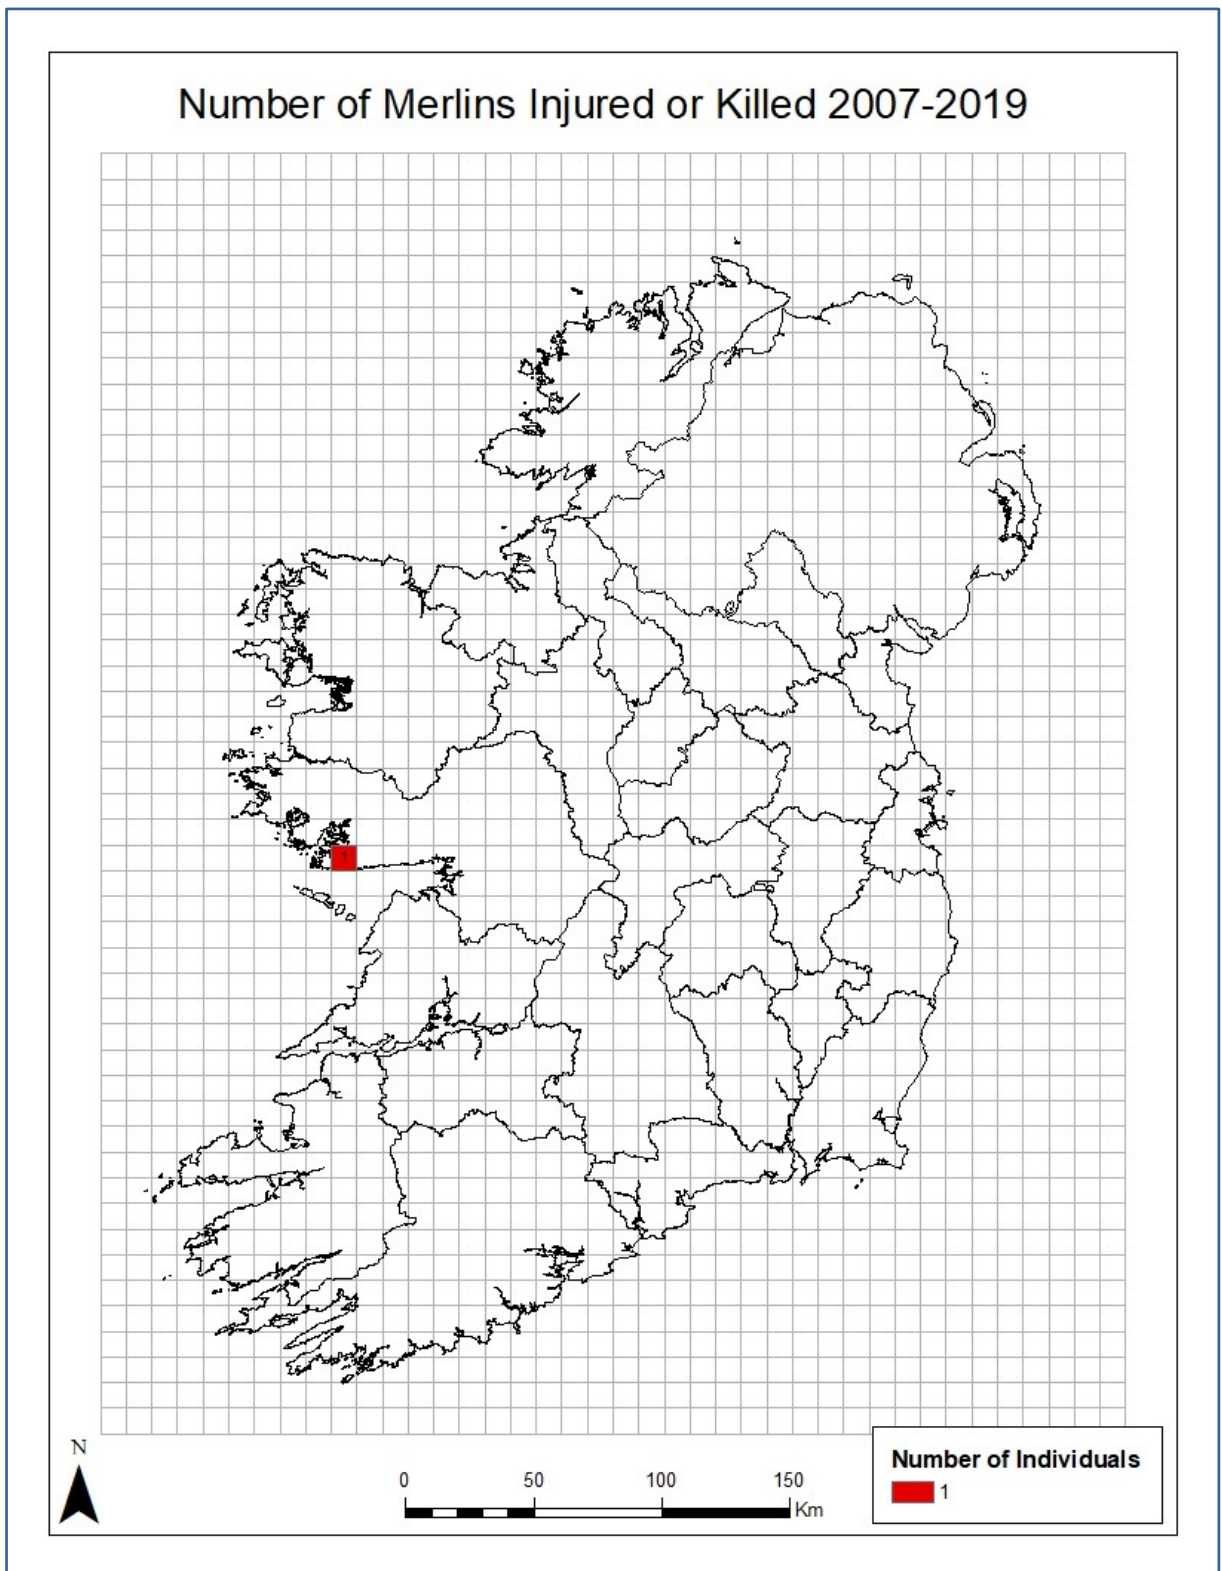 Number of Merlins Injured or Killed 2007-2019
1
N
0 50 100 150
Km
Number of Individuals
1